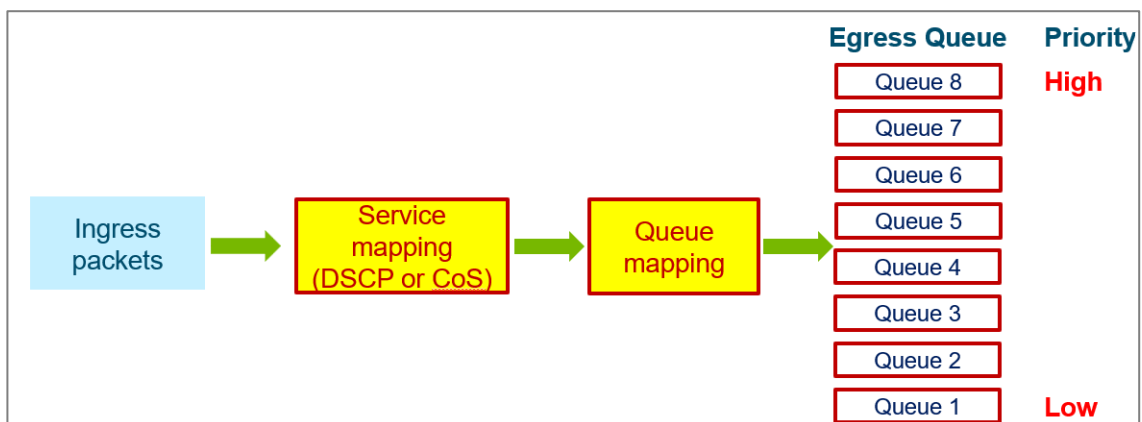 Egress Queue Priority
Queue 8 High
Queue 7
Queue 6
Queue 5
Queue 4
Queue 3
Queue 2
Queue 1 Low
Ingress
packets
Service
mapping
(DSCP or CoS)
Queue
mapping